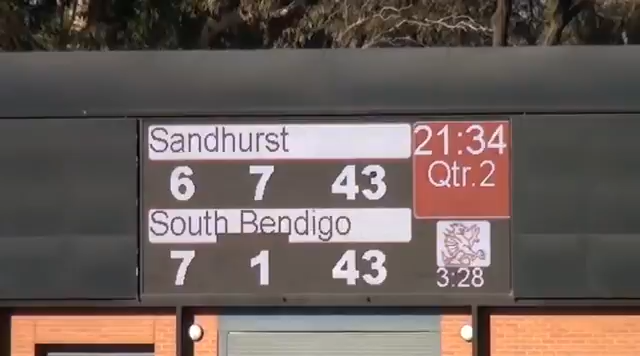 Sandhurst
6 7 43
South Bendigo
7 1 43
21:34
Qtr.2
3:28